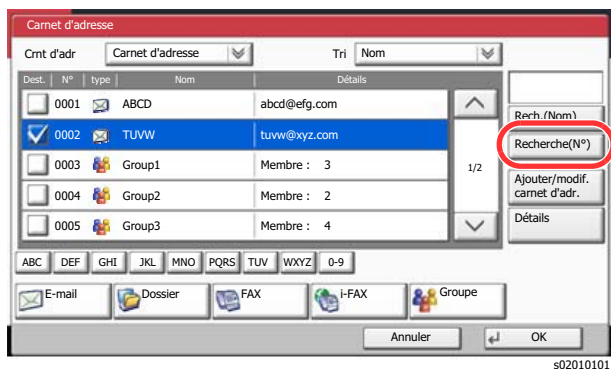 Carnet d'adresse
Crnt d'adr Carnet d'adresse Tri Nom
Dest. N° type Nom Détails
0001 ABCD abcd@efg.com
Rech.(Nom)
0002 TUVW tuvw@xyz.com
Recherche(N°)
0003 Group1 Membre : 3
1/2
0004 Group2 Membre : 2
Ajouter/modif.
carnet d'adr.
0005 Group3 Membre : 4
Détails
ABC DEF GHI JKL MNO PQRS TUV WXYZ 0-9
E-mail Dossier FAX i-FAX Groupe
Annuler OK
s02010101